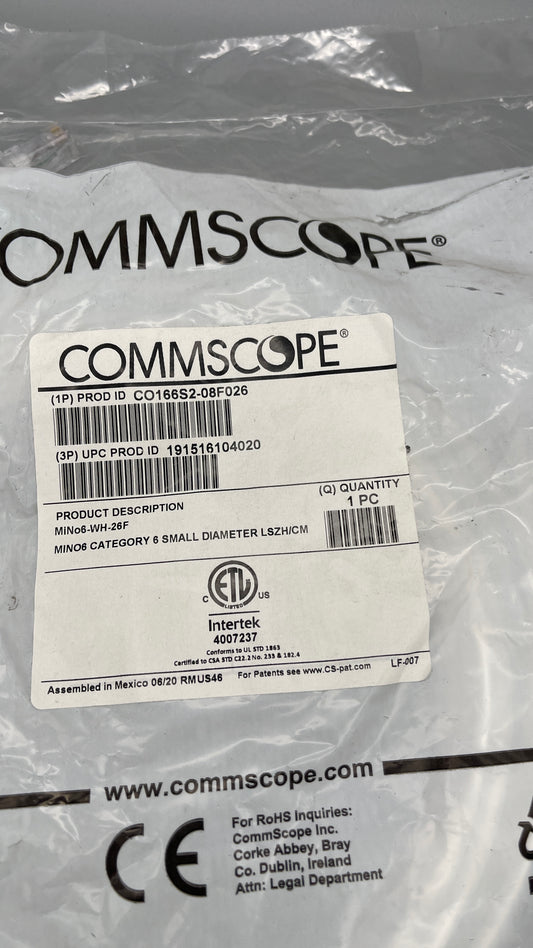 COMMSCOPE®
COMMSCOPE®
(1P) PROD ID CO166S2-08F026
(3P) UPC PROD ID 191516104020
PRODUCT DESCRIPTION
(Q) QUANTITY
1 PC
MiNo6-WH-26F
MINO6 CATEGORY 6 SMALL DIAMETER LSZH/CM
ETL
LISTED
C US
Intertek
4007237
Conforms to UL STD 1863
Certified to CSA STD C22.2 No. 233 & 182.4
Assembled in Mexico 06/20 RMUS46 For Patents see www.CS-pat.com LF-007
www.commscope.com
CE
For RoHS Inquiries:
CommScope Inc.
Corke Abbey, Bray
Co. Dublin, Ireland
Attn: Legal Department